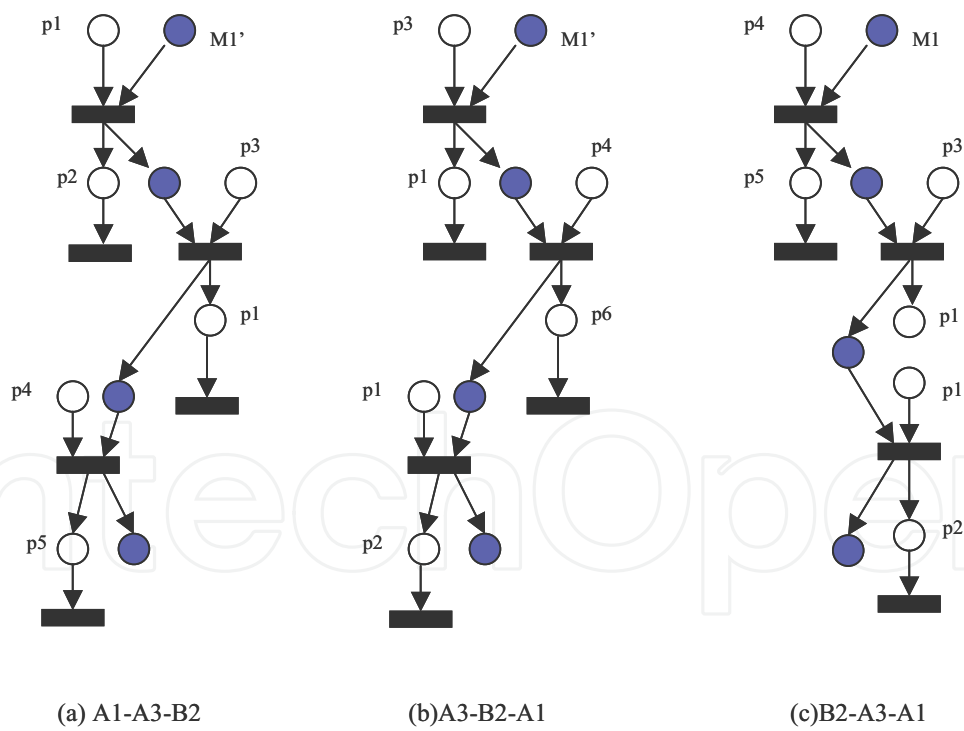 p1 M1’ p3 M1’ p4 M1
p3 p4 p3
p2 p1 p5
p1 p6 p1
p4 p1 p1
p5 p2 p2
ntechOpe
(a) A1-A3-B2 (b)A3-B2-A1 (c)B2-A3-A1